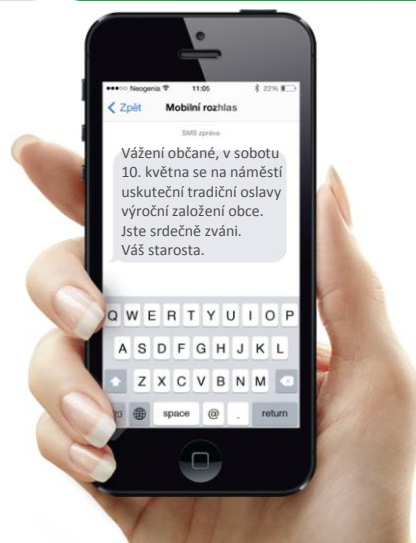 Neogenia 11:05 22%
Zpět Mobilní rozhlas
SMS zpráva
Vážení občané, v sobotu
10. května se na náměstí
uskuteční tradiční oslavy
výroční založení obce.
Jste srdečně zváni.
Váš starosta.
Q W E R T Y U I O P
A S D F G H J K L
Z X C V B N M
space @ . return